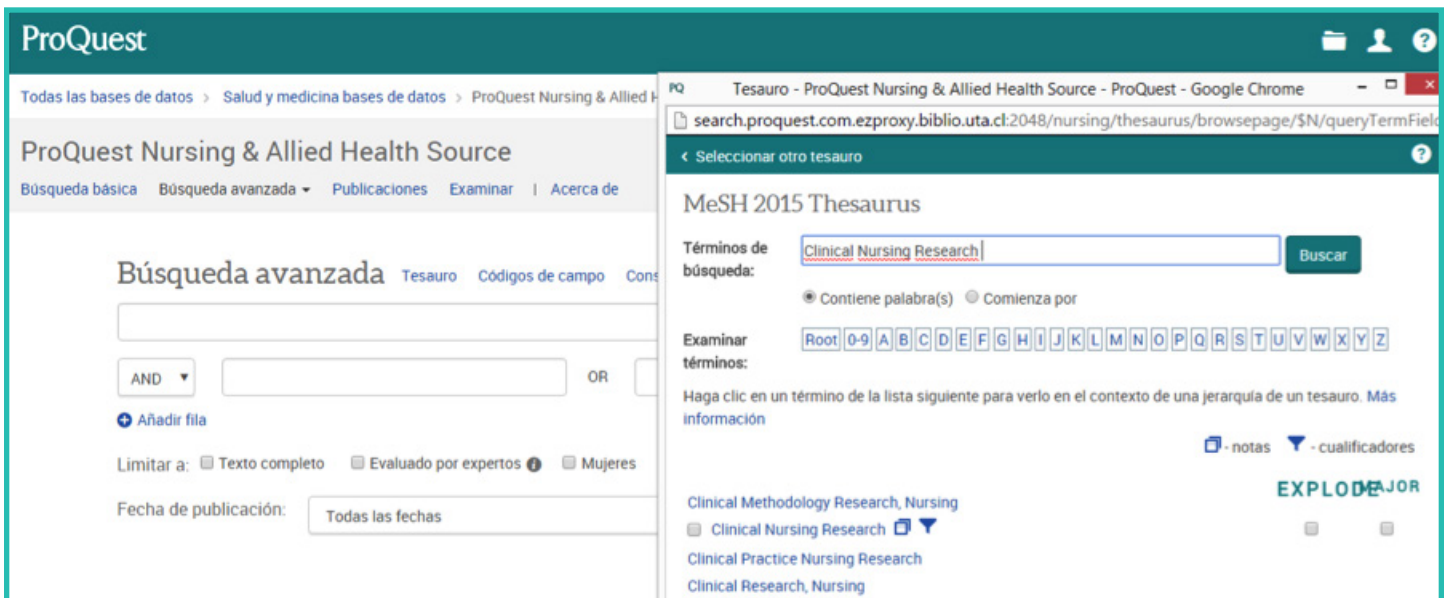 ProQuest
Todas las bases de datos > Salud y medicina bases de datos > ProQuest Nursing & Allied H
ProQuest Nursing & Allied Health Source
Búsqueda básica Búsqueda avanzada Publicaciones Examinar | Acerca de
Búsqueda avanzada Tesauro Códigos de campo Cons
AND OR
Añadir fila
Limitar a: Texto completo Evaluado por expertos Mujeres
Fecha de publicación: Todas las fechas
PQ Tesauro - ProQuest Nursing & Allied Health Source - ProQuest - Google Chrome
search.proquest.com.ezproxy.biblio.uta.cl:2048/nursing/thesaurus/browsepage/$N/queryTermField
< Seleccionar otro tesauro ?
MeSH 2015 Thesaurus
Términos de búsqueda: Clinical Nursing Research Buscar
Contiene palabra(s) Comienza por
Examinar términos: Root 0-9 A B C D E F G H I J K L M N O P Q R S T U V W X Y Z
Haga clic en un término de la lista siguiente para verlo en el contexto de una jerarquía de un tesauro. Más
información
- notas - cualificadores
EXPLODE MAJOR
Clinical Methodology Research, Nursing
Clinical Nursing Research
Clinical Practice Nursing Research
Clinical Research, Nursing